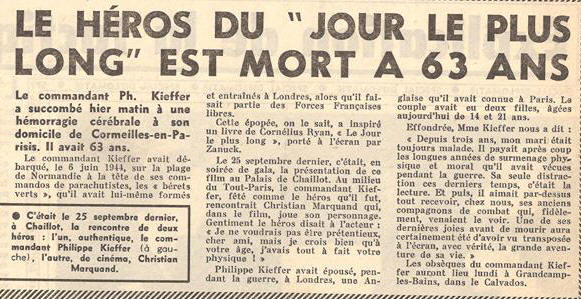 LE HÉROS DU "JOUR LE PLUS
LONG" EST MORT A 63 ANS
Le commandant Ph. Kieffer
a succombé hier matin à une
hémorragie cérébrale à son
domicile de Cormeilles-en-Pa-
risis. Il avait 63 ans.
Le commandant Kieffer avait dé-
barqué, le 6 juin 1944, sur la plage
de Normandie à la tête de ses com-
mandos de parachutistes, les « bérets
verts », qu'il avait lui-même formés
● C'était le 25 septembre dernier,
à Chaillot, la rencontre de deux
héros : l'un, authentique, le com-
mandant Philippe Kieffer (à gau-
che), l'autre, de cinéma, Christian
Marquand.
et entraînés à Londres, alors qu'il fai-
sait partie des Forces Françaises
libres.
Cette épopée, on le sait, a inspiré
un livre de Cornélius Ryan, « Le Jour
le plus long », porté à l'écran par
Zanuck.
Le 25 septembre dernier, c'était, en
soirée de gala, la présentation de ce
film au Palais de Chaillot. Au milieu
du Tout-Paris, le commandant Kief-
fer, fêté comme le héros qu'il fut,
rencontrait Christian Marquand qui,
dans le film, joue son personnage.
Gentiment le héros disait à l'acteur :
« Je ne voudrais pas être prétentieux,
cher ami, mais je crois bien qu'à
votre âge, j'avais tout à fait votre
physique ! »
Philippe Kieffer avait épousé, pen-
dant la guerre, à Londres, une An-
glaise qu'il avait connue à Paris. Le
couple avait eu deux filles, âgées
aujourd'hui de 14 et 21 ans.
Effondrée, Mme Kieffer nous a dit :
« Depuis trois ans, mon mari était
toujours malade. Il payait après coup
les longues années de surmenage phy-
sique et moral qu'il avait vécues
pendant la guerre. Sa seule distrac-
tion ces derniers temps, c'était la
lecture. Et puis, il aimait par-dessus
tout recevoir, chez nous, ses anciens
compagnons de combat qui, fidèle-
ment, venaient le voir. Une de ses
dernières joies avant de mourir aura
certainement été d'avoir vu transposée
à l'écran, avec vérité, la grande aven-
ture de sa vie. »
Les obsèques du commandant Kief-
fer auront lieu lundi à Grandcamp-
les-Bains, dans le Calvados.